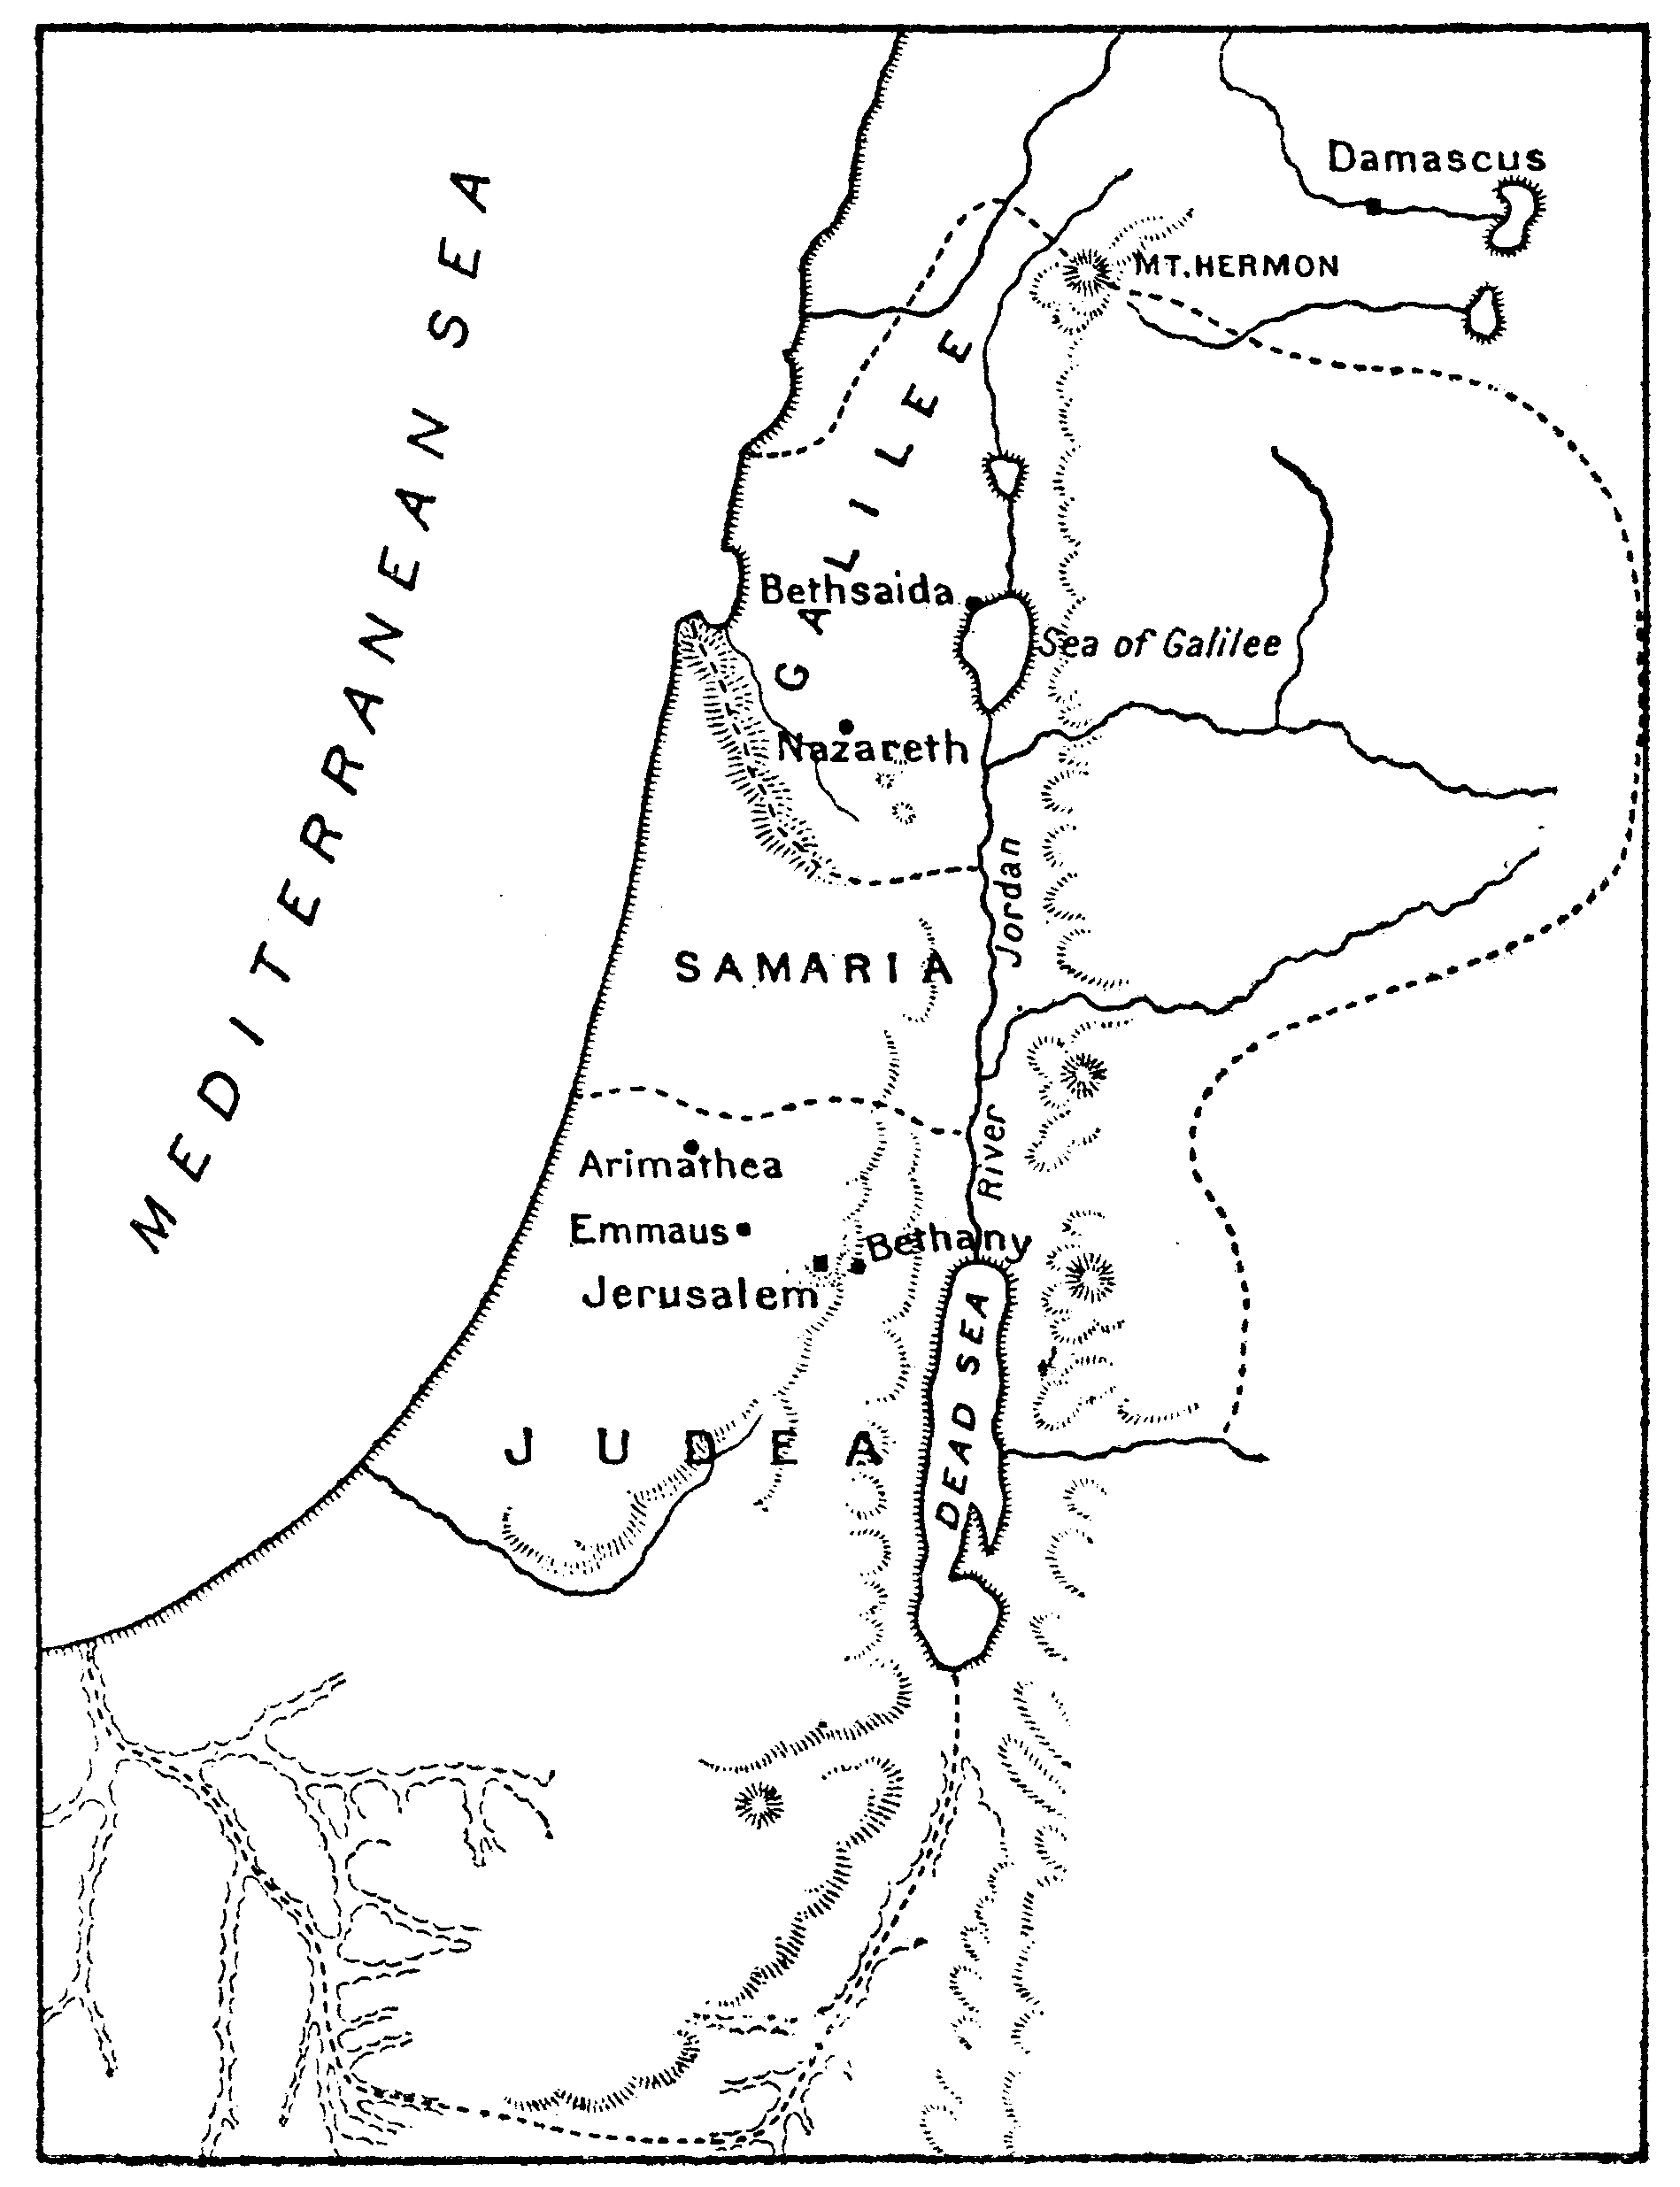 Damascus
MT. HERMON
MEDITERRANEAN SEA
GALILEE
Bethsaida
Sea of Galilee
Nazareth
River Jordan
SAMARIA
Arimathea
Emmaus
Bethany
Jerusalem
DEAD SEA
JUDEA